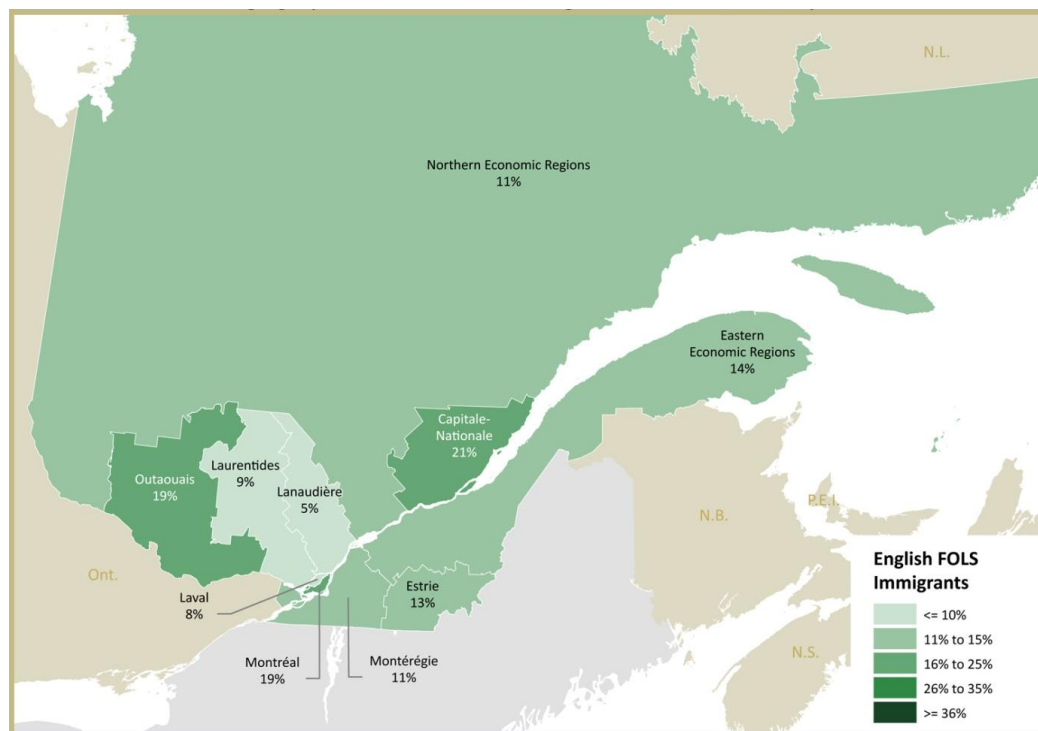 N.L.
Northern Economic Regions
11%
Eastern
Economic Regions
14%
Capitale-
Nationale
21%
Laurentides
9%
Outaouais
19%
Lanaudière
5%
P.E.I.
N.B.
Ont.
Estrie
13%
Laval
8%
Montréal
19%
Montérégie
11%
N.S.
English FOLS
Immigrants
<= 10%
11% to 15%
16% to 25%
26% to 35%
>= 36%